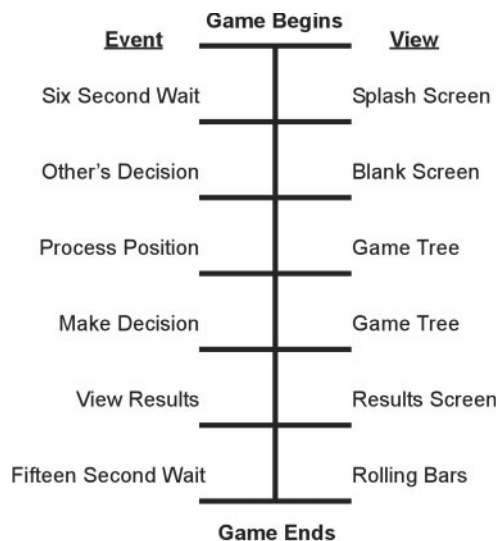 Game Begins
Event View
Six Second Wait Splash Screen
Other's Decision Blank Screen
Process Position Game Tree
Make Decision Game Tree
View Results Results Screen
Fifteen Second Wait Rolling Bars
Game Ends